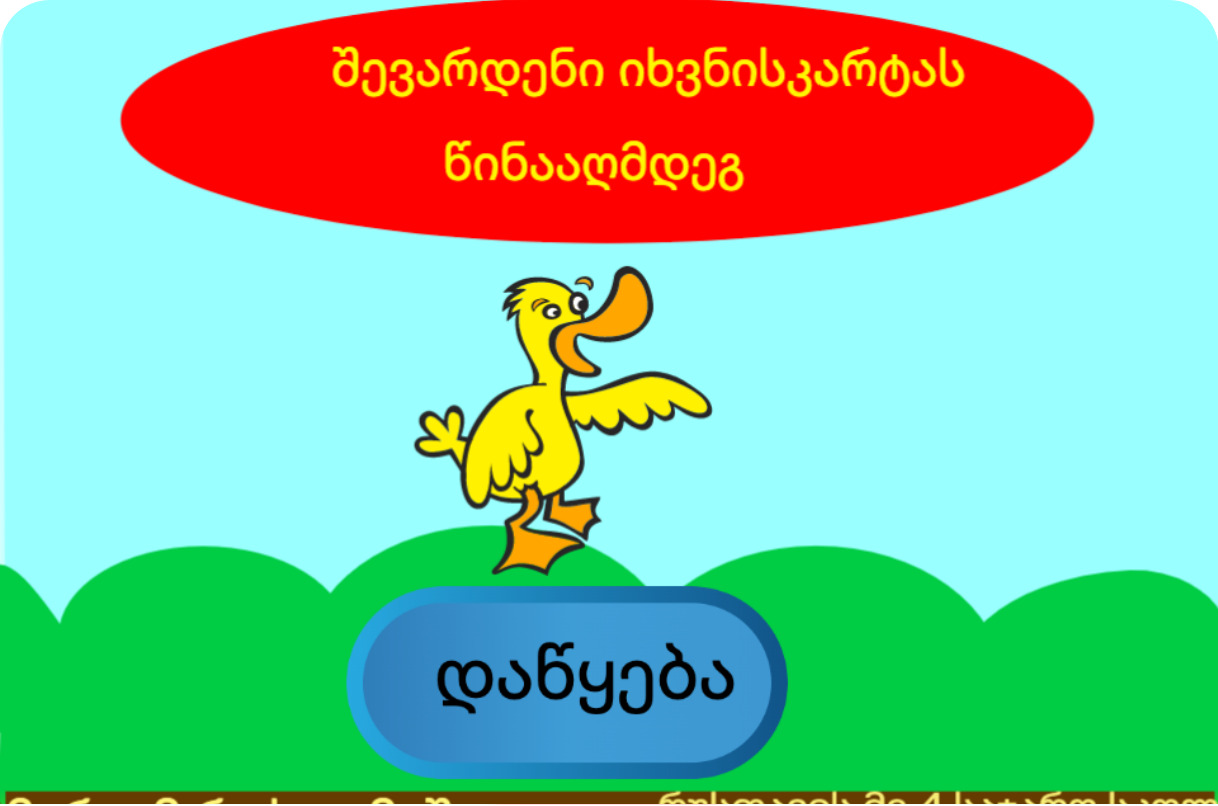 შევარდენი იხვნისკარტას
წინააღმდეგ
დაწყება